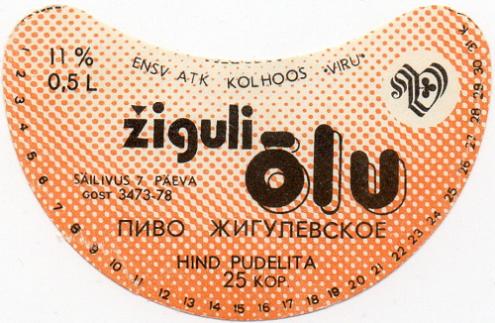 11 %
0,5 L
ENSV ATK KOLHOOS "VIRU"
žiguli-
õlu
SÄILIVUS 7 PÄEVA
GOST 3473-78
ПИВО ЖИГУЛЕВСКОЕ
HIND PUDELITA
25 KOP.
1 2 3 4 5 6 7 8 9 10 11 12 13 14 15 16 17 18 19 20 21 22 23 24 25 26 27 28 29 30 31